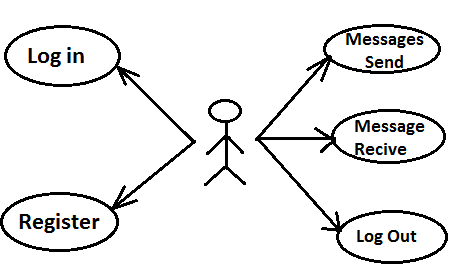 Log in
Register
Messages
Send
Message
Recive
Log Out